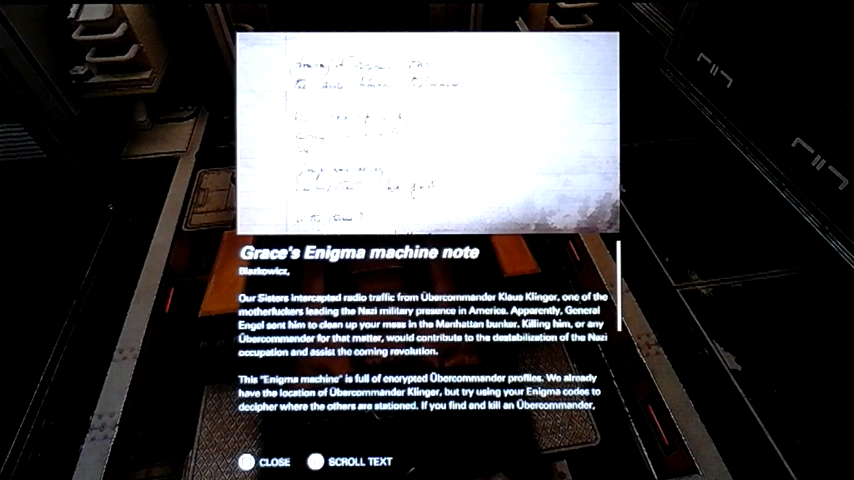 Grace's Enigma machine note
Blazkowicz,
Our Sisters intercepted radio traffic from Übercommander Klaus Klinger, one of the
motherfuckers leading the Nazi military presence in America. Apparently, General
Engel sent him to clean up your mess in the Manhattan bunker. Killing him, or any
Übercommander for that matter, would contribute to the destabilization of the Nazi
occupation and assist the coming revolution.
This "Enigma machine" is full of encrypted Übercommander profiles. We already
have the location of Übercommander Klinger, but try using your Enigma codes to
decipher where the others are stationed. If you find and kill an Übercommander,
CLOSE
SCROLL TEXT